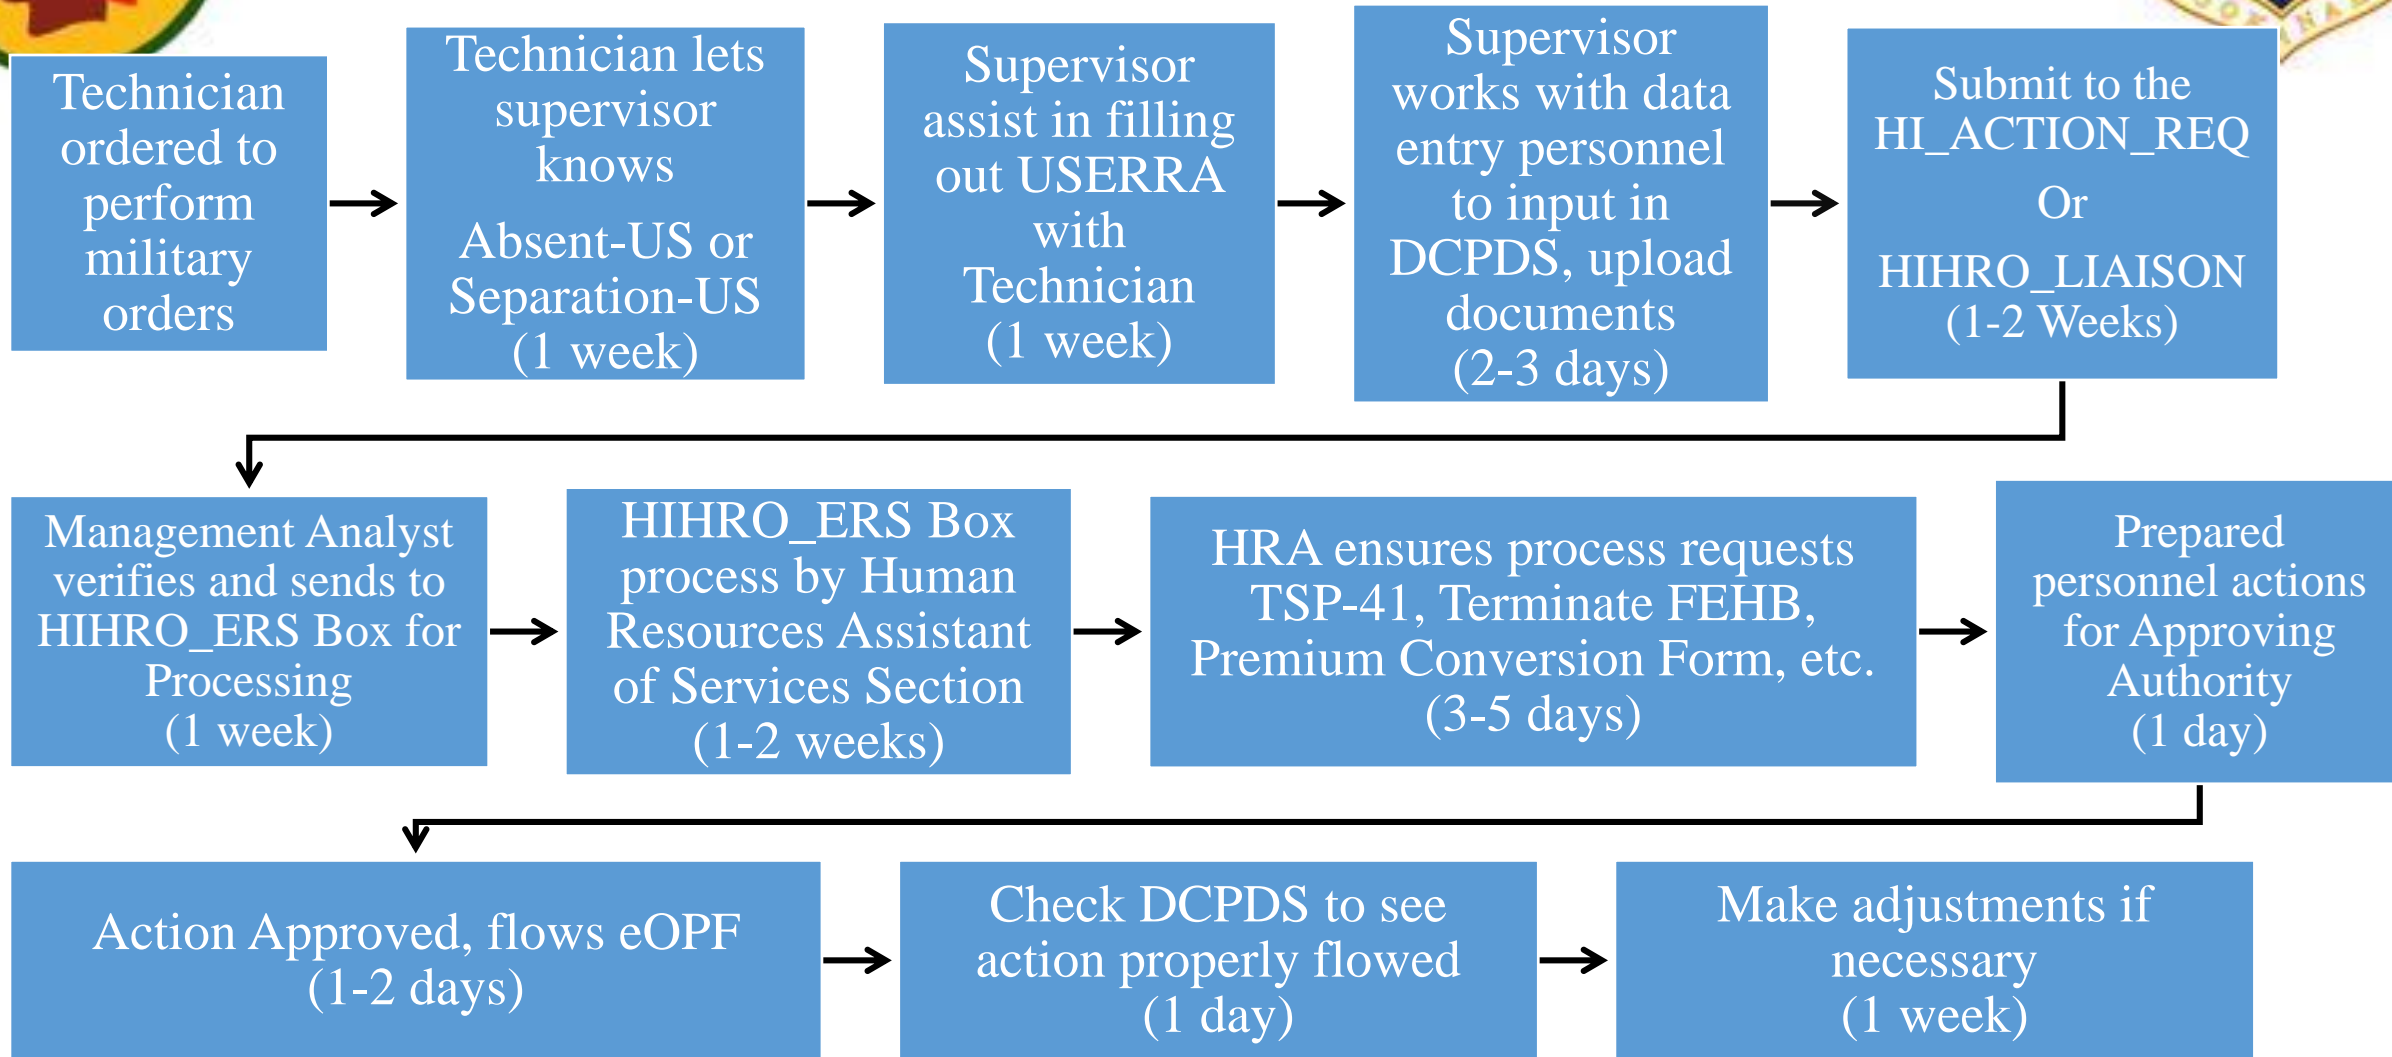 Technician
ordered to
perform
military
orders
Technician lets
supervisor
knows
Absent-US or
Separation-US
(1 week)
Supervisor
assist in filling
out USERRA
with
Technician
(1 week)
Supervisor
works with data
entry personnel
to input in
DCPDS, upload
documents
(2-3 days)
Submit to the
HI_ACTION_REQ
Or
HIHRO_LIAISON
(1-2 Weeks)
Management Analyst
verifies and sends to
HIHRO_ERS Box for
Processing
(1 week)
HIHRO_ERS Box
process by Human
Resources Assistant
of Services Section
(1-2 weeks)
HRA ensures process requests
TSP-41, Terminate FEHB,
Premium Conversion Form, etc.
(3-5 days)
Prepared
personnel actions
for Approving
Authority
(1 day)
Action Approved, flows eOPF
(1-2 days)
Check DCPDS to see
action properly flowed
(1 day)
Make adjustments if
necessary
(1 week)